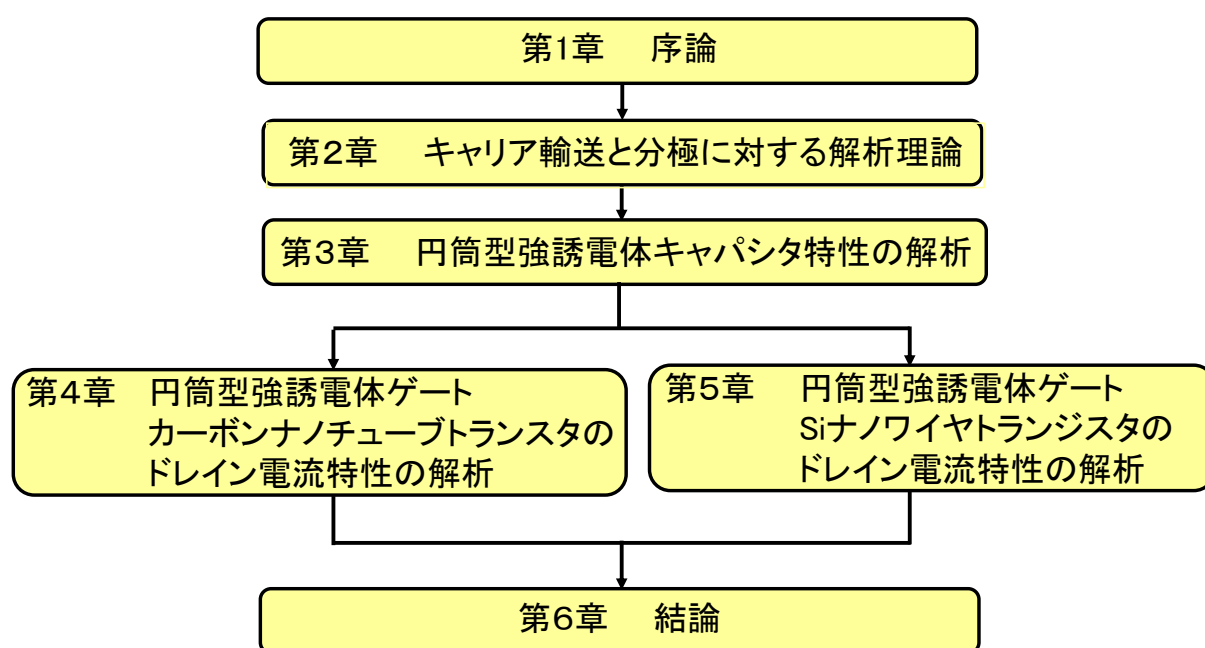 第1章 序論
第2章 キャリア輸送と分極に対する解析理論
第3章 円筒型強誘電体キャパシタ特性の解析
第4章 円筒型強誘電体ゲート
カーボンナノチューブトランスタの
ドレイン電流特性の解析
第5章 円筒型強誘電体ゲート
Siナノワイヤトランジスタの
ドレイン電流特性の解析
第6章 結論